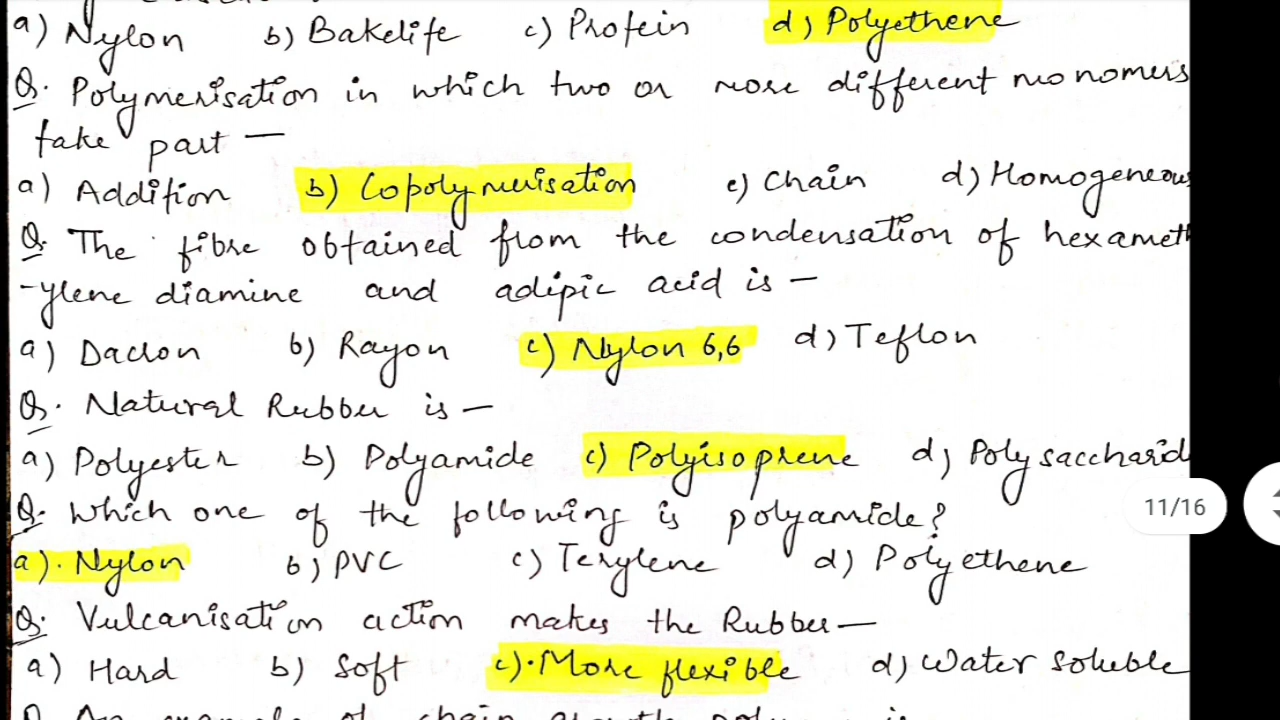 a) Nylon b) Bakelife c) Protein d) Polyethene
Q. Polymerisation in which two or more different monomers
take part —
a) Addition b) Copolymerisation c) Chain d) Homogeneous
Q. The fibre obtained from the condensation of hexameth
-ylene diamine and adipic acid is —
a) Dacron b) Rayon c) Nylon 6,6 d) Teflon
Q. Natural Rubber is —
a) Polyester b) Polyamide c) Polyisoprene d) Polysaccharid
11/16
Q. Which one of the following is polyamide?
a). Nylon b) PVC c) Terylene d) Polyethene
Q. Vulcanisation action makes the Rubber —
a) Hard b) Soft c). More flexible d) Water soluble